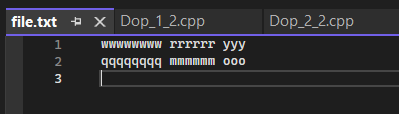 file.txt Dop_1_2.cpp Dop_2_2.cpp
1 wwwwwwww rrrrrr yyy
2 qqqqqqqq mmmmmm ooo
3